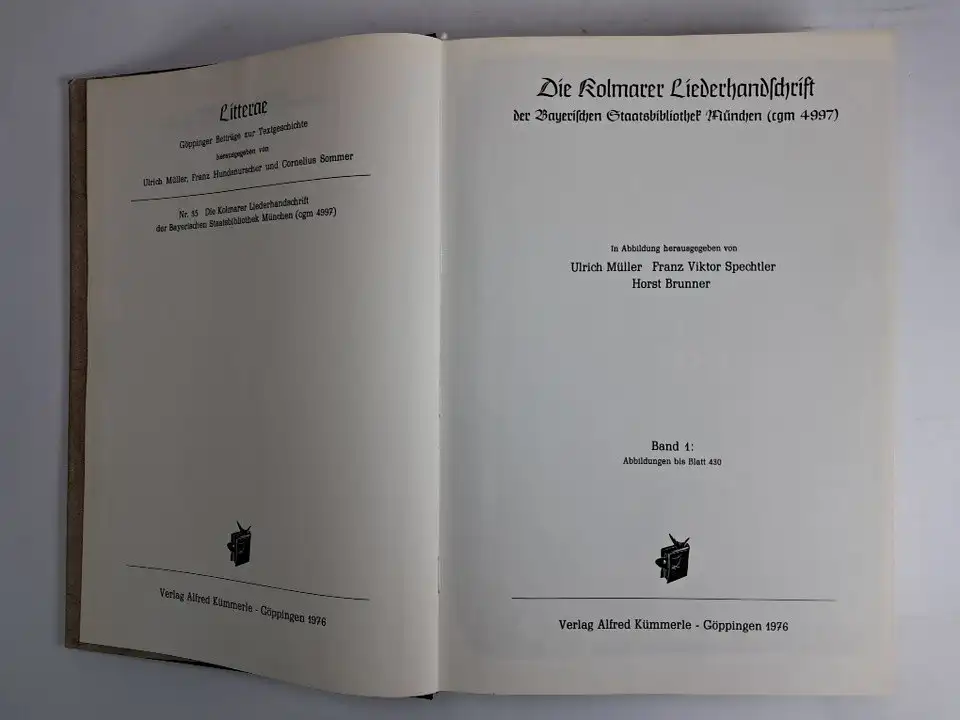 Litterae
Göppinger Beiträge zur Textgeschichte
herausgegeben von
Ulrich Müller, Franz Hundsnurscher und Cornelius Sommer
Nr. 35 Die Kolmarer Liederhandschrift
der Bayerischen Staatsbibliothek München (cgm 4997)
Verlag Alfred Kümmerle - Göppingen 1976
Die Kolmarer Liederhandschrift
der Bayerischen Staatsbibliothek München (cgm 4997)
In Abbildung herausgegeben von
Ulrich Müller Franz Viktor Spechtler
Horst Brunner
Band 1:
Abbildungen bis Blatt 430
Verlag Alfred Kümmerle - Göppingen 1976